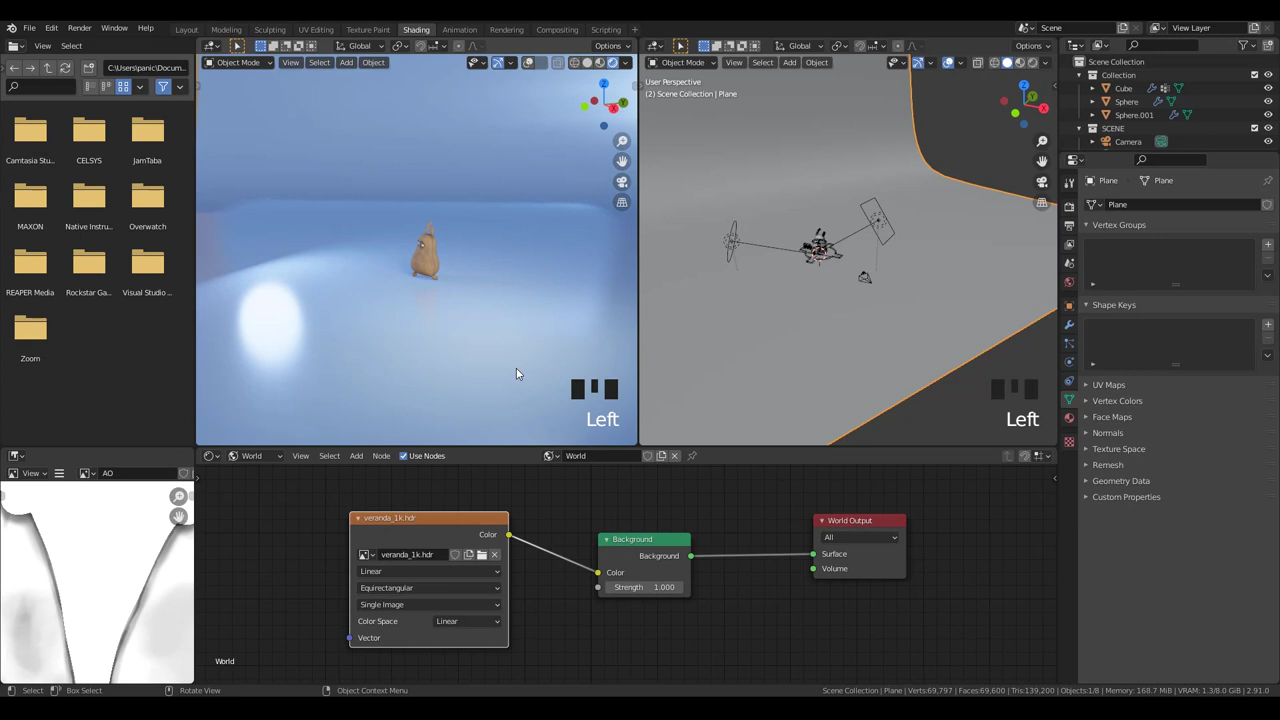 File Edit Render Window Help
Layout Modeling Sculpting UV Editing Texture Paint Shading Animation Rendering Compositing Scripting +
Scene
View Layer
View Select
Global
Options
Global
Options
C:\Users\panic\Docum...
Object Mode View Select Add Object
Object Mode View Select Add Object
User Perspective
(2) Scene Collection | Plane
Camtasia Stu...
CELSYS
JamTaba
MAXON
Native Instru...
Overwatch
REAPER Media
Rockstar Ga...
Visual Studio ...
Zoom
Z
Y
X
Z
Y
X
Left
Left
Scene Collection
Collection
Cube
Sphere
Sphere.001
SCENE
Camera
Plane
Plane
Plane
Vertex Groups
Shape Keys
UV Maps
Vertex Colors
Face Maps
Normals
Texture Space
Remesh
Geometry Data
Custom Properties
View
AO
World View Select Add Node Use Nodes
World
veranda_1k.hdr
Color
veranda_1k.hdr
Linear
Equirectangular
Single Image
Color Space Linear
Vector
Background
Background
Color
Strength 1.000
World Output
All
Surface
Volume
World
Select
Box Select
Rotate View
Object Context Menu
Scene Collection | Plane | Verts:69,797 | Faces:69,600 | Tris:139,200 | Objects:1/8 | Memory: 168.7 MiB | VRAM: 1.3/8.0 GiB | 2.91.0